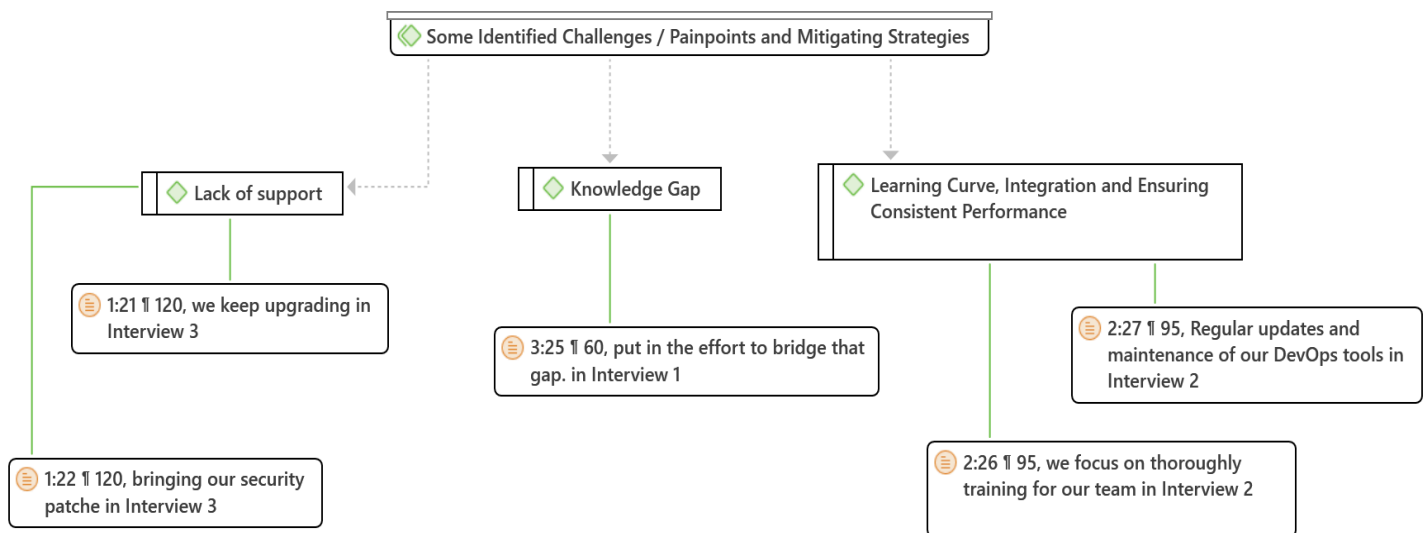 Some Identified Challenges / Painpoints and Mitigating Strategies
Lack of support
Knowledge Gap
Learning Curve, Integration and Ensuring
Consistent Performance
1:21 ¶ 120, we keep upgrading in
Interview 3
3:25 ¶ 60, put in the effort to bridge that
gap. in Interview 1
2:27 ¶ 95, Regular updates and
maintenance of our DevOps tools in
Interview 2
1:22 ¶ 120, bringing our security
patche in Interview 3
2:26 ¶ 95, we focus on thoroughly
training for our team in Interview 2